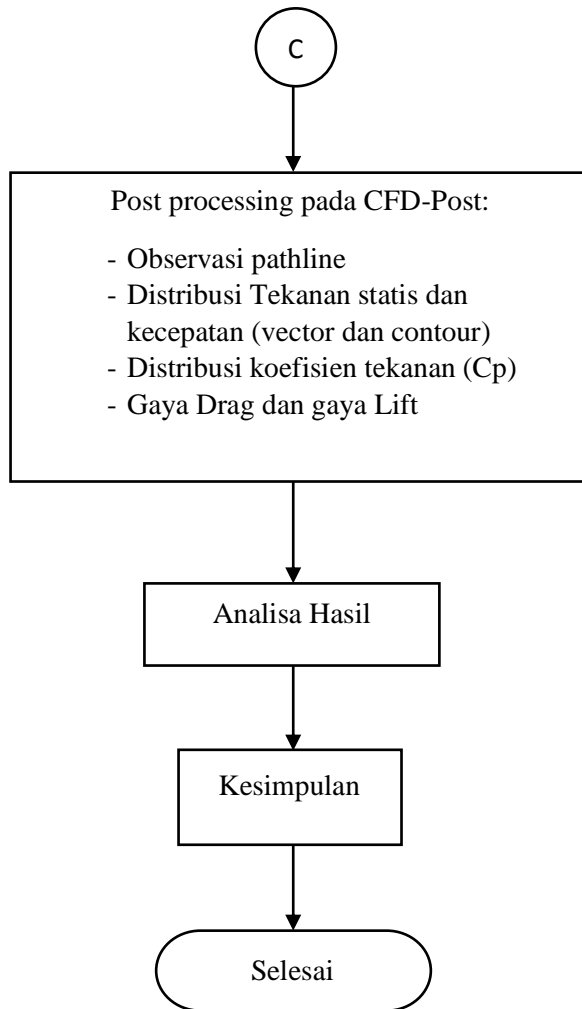 C
Post processing pada CFD-Post:
- Observasi pathline
- Distribusi Tekanan statis dan
kecepatan (vector dan contour)
- Distribusi koefisien tekanan (Cp)
- Gaya Drag dan gaya Lift
Analisa Hasil
Kesimpulan
Selesai